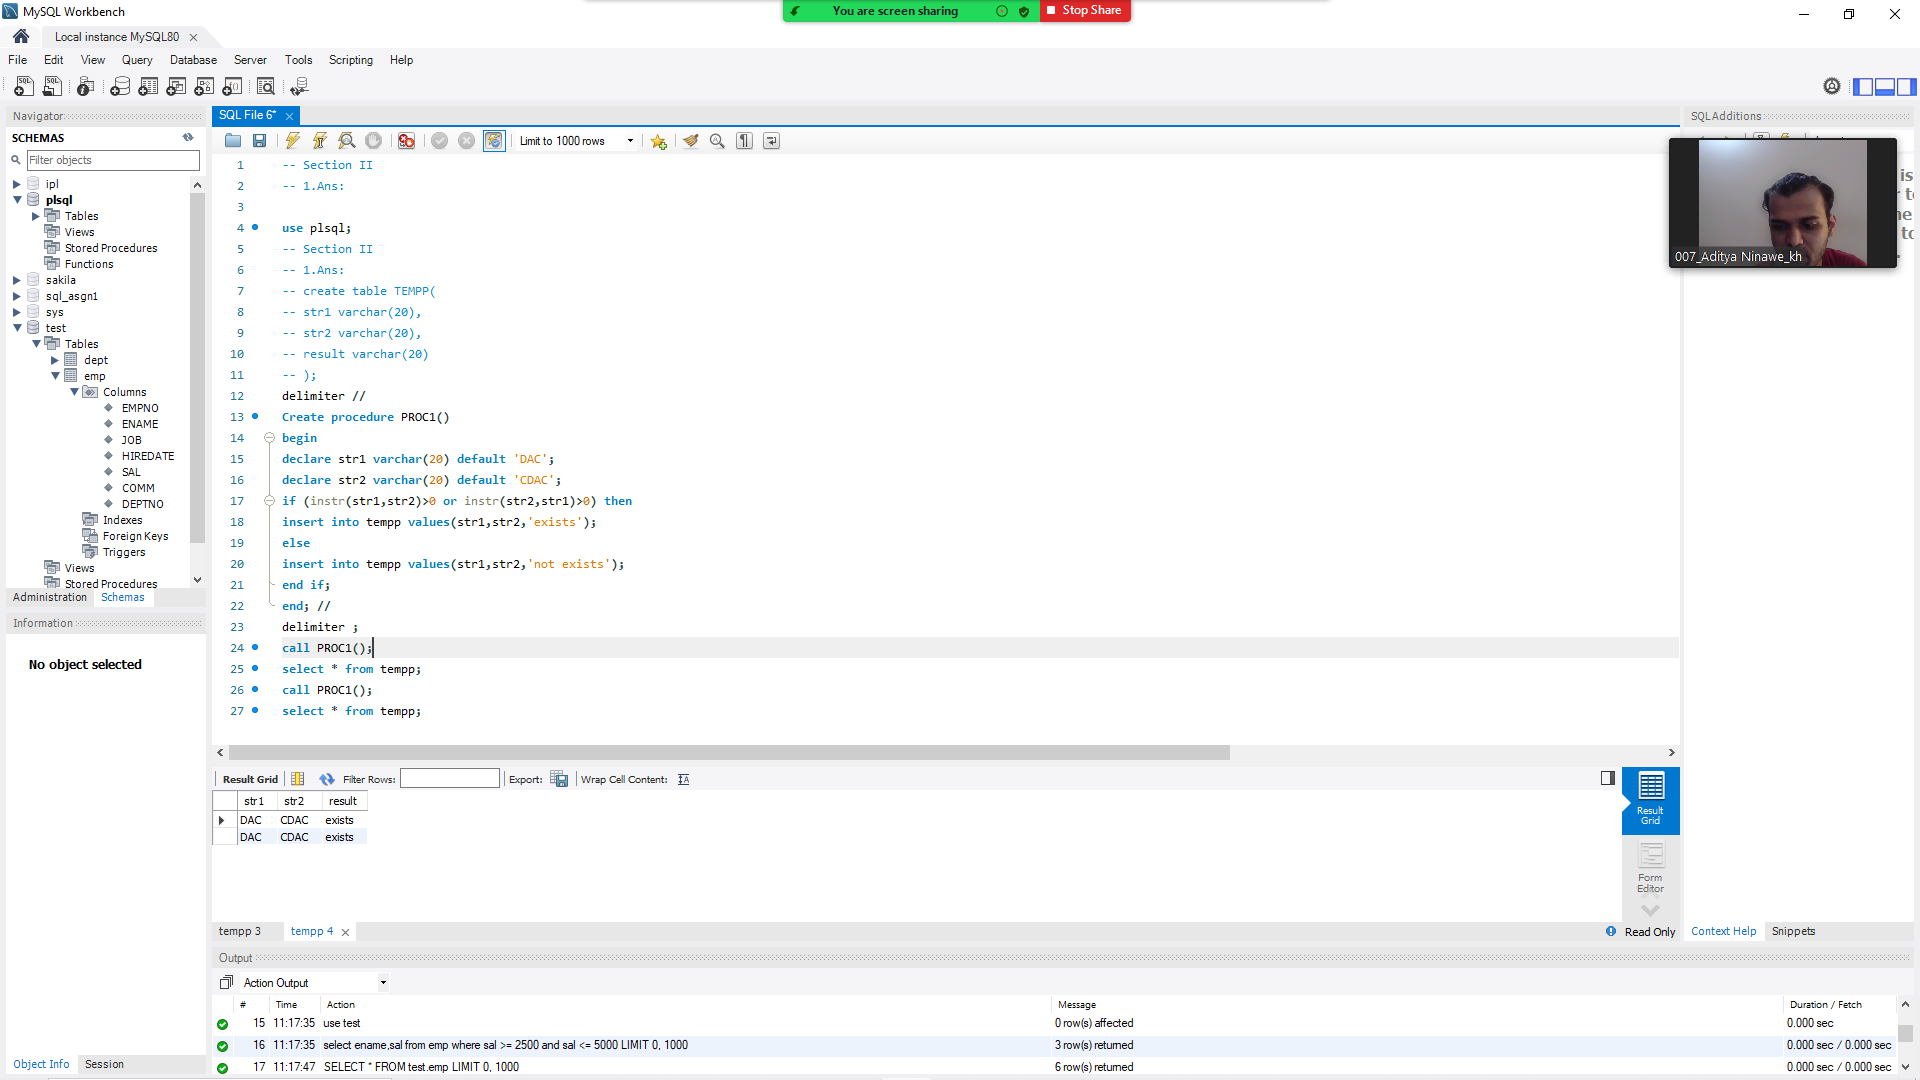 MySQL Workbench
You are screen sharing
Stop Share
Local instance MySQL80
File Edit View Query Database Server Tools Scripting Help
Navigator
SQL File 6*
SQLAdditions
SCHEMAS
Limit to 1000 rows
Filter objects
ipl
plsql
Tables
Views
Stored Procedures
Functions
sakila
sql_asgn1
sys
test
Tables
dept
emp
Columns
EMPNO
ENAME
JOB
HIREDATE
SAL
COMM
DEPTNO
Indexes
Foreign Keys
Triggers
Views
Stored Procedures
Administration Schemas
Information
No object selected
Object Info Session
1 -- Section II
2 -- 1.Ans:
3
4 use plsql;
5 -- Section II
6 -- 1.Ans:
7 -- create table TEMPP(
8 -- str1 varchar(20),
9 -- str2 varchar(20),
10 -- result varchar(20)
11 -- );
12 delimiter //
13 Create procedure PROC1()
14 begin
15 declare str1 varchar(20) default 'DAC';
16 declare str2 varchar(20) default 'CDAC';
17 if (instr(str1,str2)>0 or instr(str2,str1)>0) then
18 insert into tempp values(str1,str2,'exists');
19 else
20 insert into tempp values(str1,str2,'not exists');
21 end if;
22 end; //
23 delimiter ;
24 call PROC1();
25 select * from tempp;
26 call PROC1();
27 select * from tempp;
007_Aditya Ninawe_kh
is
to
Result Grid Filter Rows: Export: Wrap Cell Content:
str1 str2 result
DAC CDAC exists
DAC CDAC exists
Result
Grid
Form
Editor
tempp 3 tempp 4
Read Only
Context Help Snippets
Output
Action Output
# Time Action Message Duration / Fetch
15 11:17:35 use test 0 row(s) affected 0.000 sec
16 11:17:35 select ename,sal from emp where sal >= 2500 and sal <= 5000 LIMIT 0, 1000 3 row(s) returned 0.000 sec / 0.000 sec
17 11:17:47 SELECT * FROM test.emp LIMIT 0, 1000 6 row(s) returned 0.000 sec / 0.000 sec